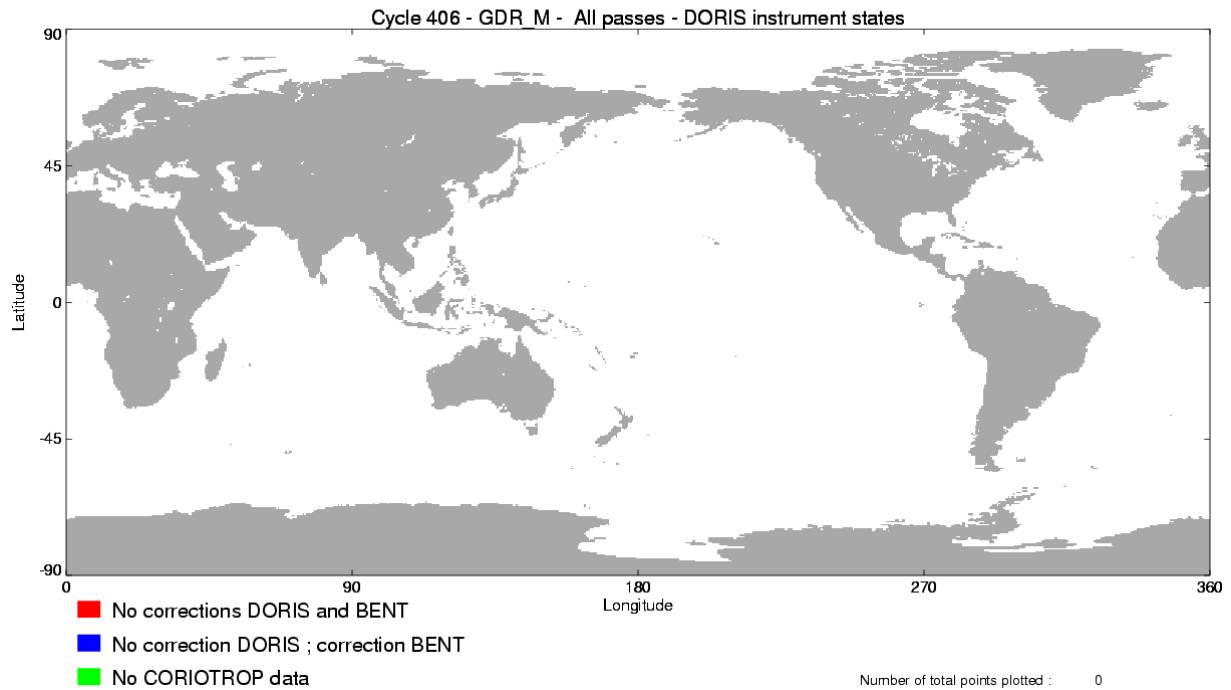 Cycle 406 - GDR_M - All passes - DORIS instrument states
90
45
0
-45
-90
Latitude
0 90 180 270 360
Longitude
No corrections DORIS and BENT
No correction DORIS ; correction BENT
No CORIOTROP data
Number of total points plotted : 0